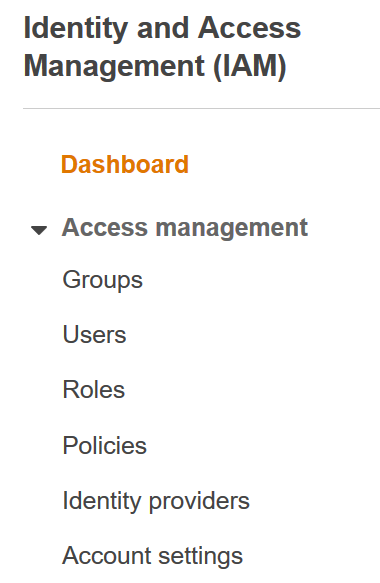 Identity and Access
Management (IAM)
Dashboard
Access management
Groups
Users
Roles
Policies
Identity providers
Account settings